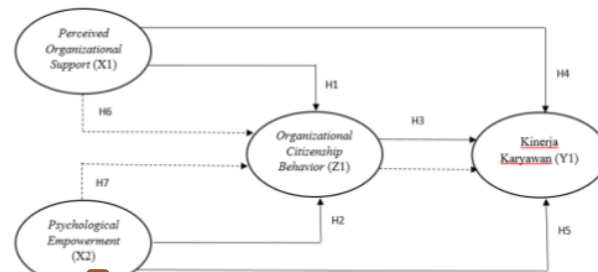 Perceived
Organizational
Support (X1)
H4
H1
H6
H3
Organizational
Citizenship
Behavior (Z1)
Kinerja
Karyawan (Y1)
H7
H2
Psychological
Empowerment
(X2)
H5